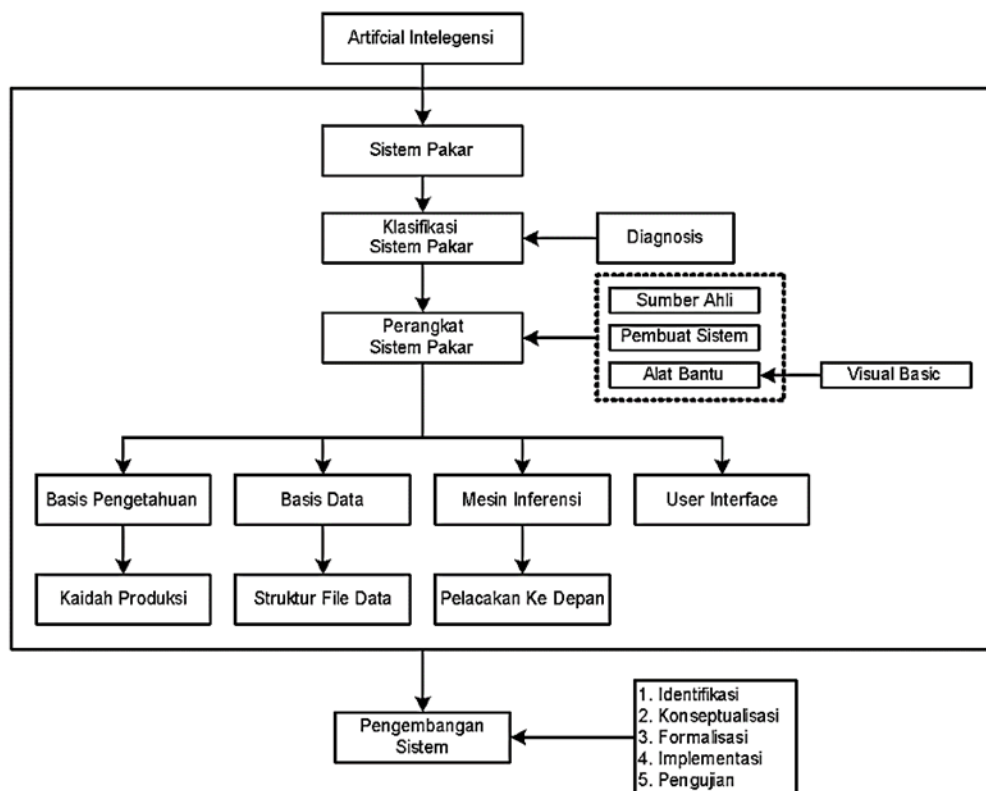 Artifcial Intelegensi
Sistem Pakar
Klasifikasi
Sistem Pakar
Diagnosis
Perangkat
Sistem Pakar
Sumber Ahli
Pembuat Sistem
Alat Bantu
Visual Basic
Basis Pengetahuan
Basis Data
Mesin Inferensi
User Interface
Kaidah Produksi
Struktur File Data
Pelacakan Ke Depan
Pengembangan
Sistem
1. Identifikasi
2. Konseptualisasi
3. Formalisasi
4. Implementasi
5. Pengujian